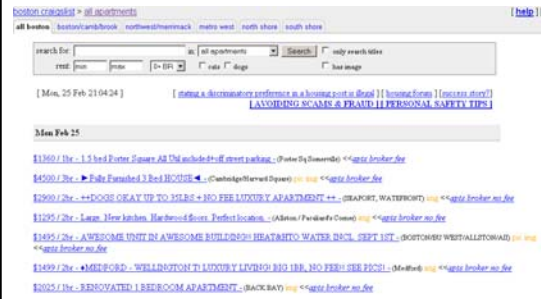 boston craigslist > all apartments [ help ]
all boston boston/camb/brook northwest/merrimack metro west north shore south shore
search for: in: all apartments Search only search titles
rent: min max 0+ BR cats dogs has image
[ Mon, 25 Feb 21:04:24 ] [ stating a discriminatory preference in a housing post is illegal ] [ housing forum ] [success story?]
[ AVOIDING SCAMS & FRAUD ] [ PERSONAL SAFETY TIPS ]
Mon Feb 25
$1360 / 1br - 1.5 bed Porter Square All Util included+off street parking - (Porter Sq Somerville) <<apts broker fee
$4500 / 3br - ►Fully Furnished 3 Bed HOUSE◄ - (Cambridge/Harvard Square) pic img <<apts broker fee
$2900 / 2br - ++DOGS OKAY UP TO 35LBS + NO FEE LUXURY APARTMENT ++ - (SEAPORT, WATERFRONT) img <<apts broker no fee
$1295 / 2br - Large. New kitchen. Hardwood floors. Perfect location. - (Allston / Packards Corner) img <<apts broker no fee
$1495 / 2br - AWESOME UNIT IN AWESOME BUILDING!! HEAT&HTO WATER INCL. SEPT 1ST - (BOSTON/BU WEST/ALLSTON/All) pic img
<<apts broker no fee
$1499 / 2br - ♦MEDFORD - WELLINGTON T! LUXURY LIVING! BIG 1BR, NO FEE!! SEE PICS! - (Medford) img <<apts broker no fee
$2025 / 1br - RENOVATED 1 BEDROOM APARTMENT - (BACK BAY) img <<apts broker no fee